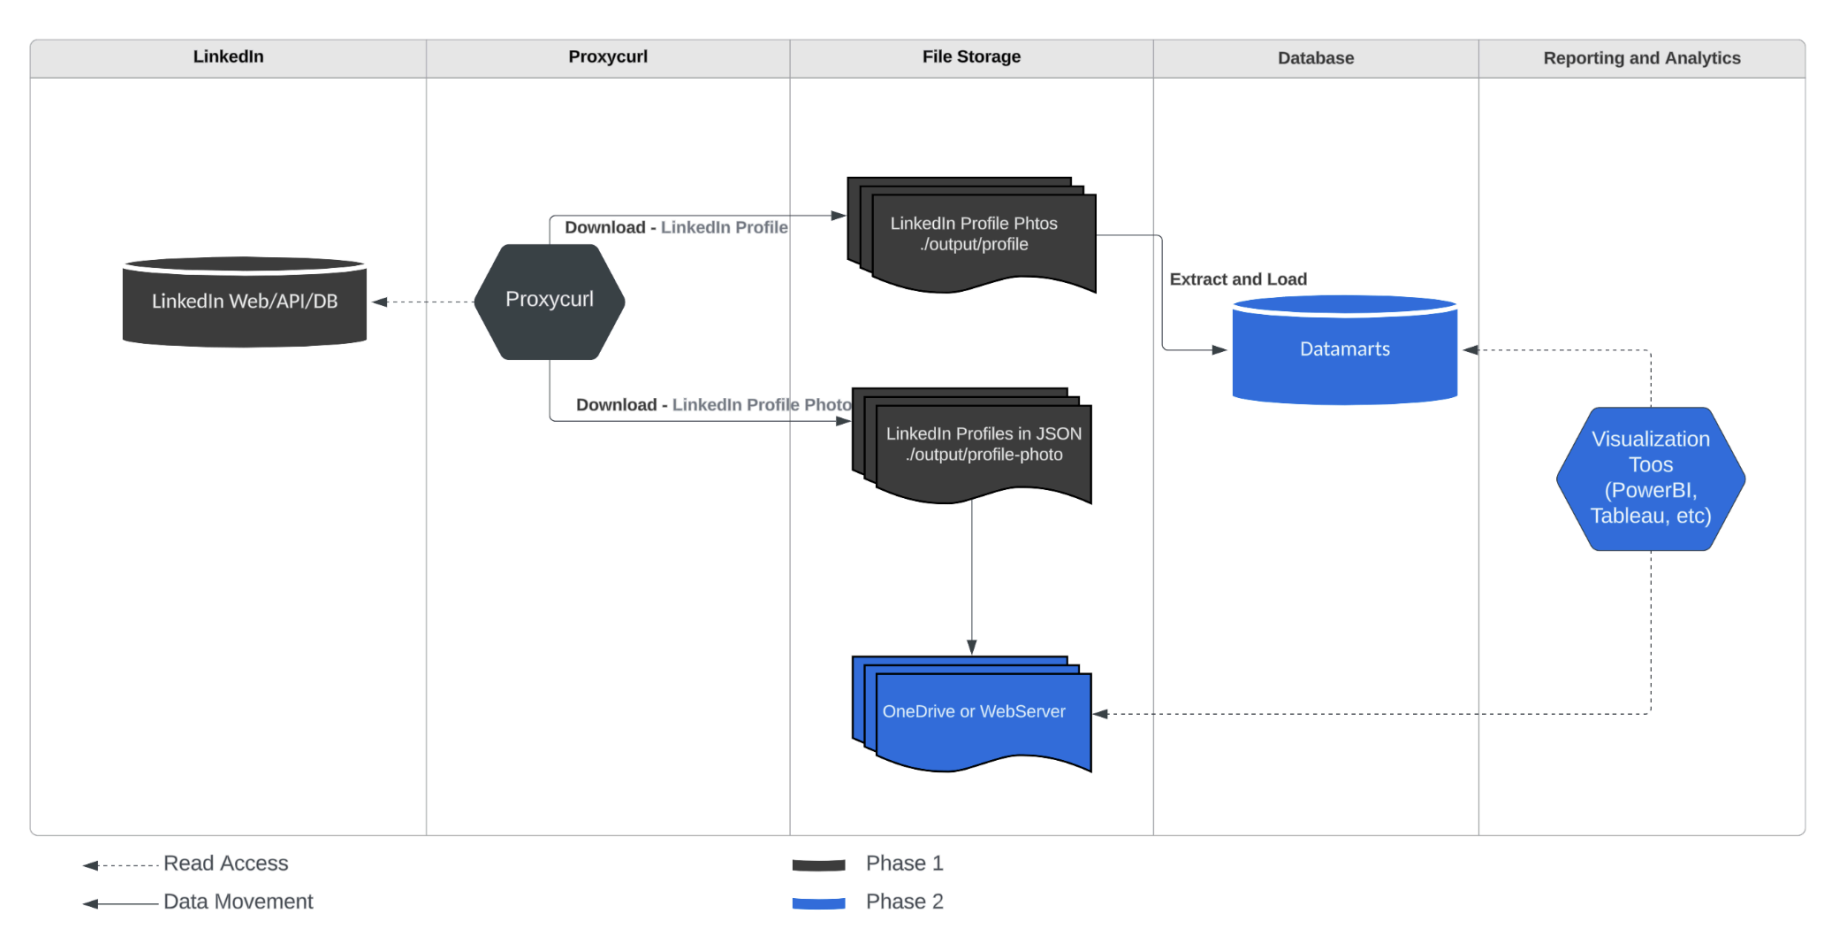 LinkedIn
Proxycurl
File Storage
Database
Reporting and Analytics
Download - LinkedIn Profile
LinkedIn Profile Phtos
./output/profile
Extract and Load
LinkedIn Web/API/DB
Proxycurl
Datamarts
Download - LinkedIn Profile Photo
LinkedIn Profiles in JSON
./output/profile-photo
Visualization
Toos
(PowerBI,
Tableau, etc)
OneDrive or WebServer
Read Access
Phase 1
Data Movement
Phase 2